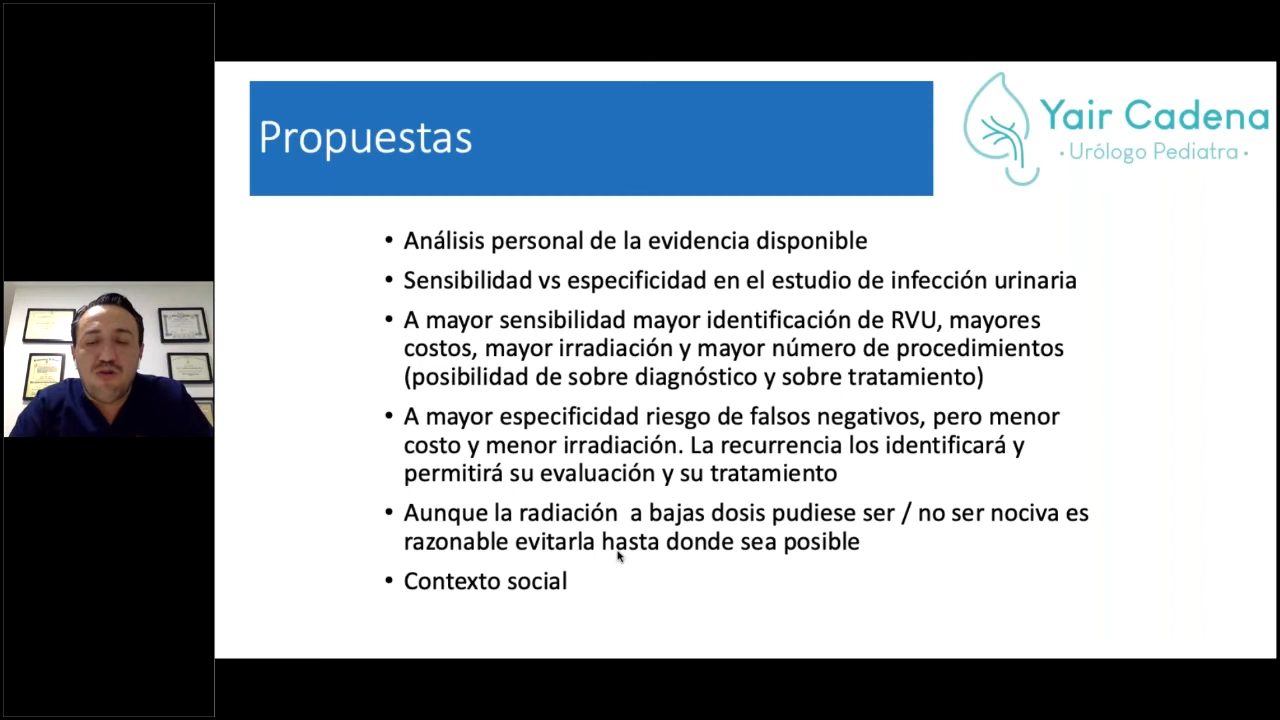 Propuestas
Yair Cadena
· Urólogo Pediatra ·
• Análisis personal de la evidencia disponible
• Sensibilidad vs especificidad en el estudio de infección urinaria
• A mayor sensibilidad mayor identificación de RVU, mayores
costos, mayor irradiación y mayor número de procedimientos
(posibilidad de sobre diagnóstico y sobre tratamiento)
• A mayor especificidad riesgo de falsos negativos, pero menor
costo y menor irradiación. La recurrencia los identificará y
permitirá su evaluación y su tratamiento
• Aunque la radiación a bajas dosis pudiese ser / no ser nociva es
razonable evitarla hasta donde sea posible
• Contexto social